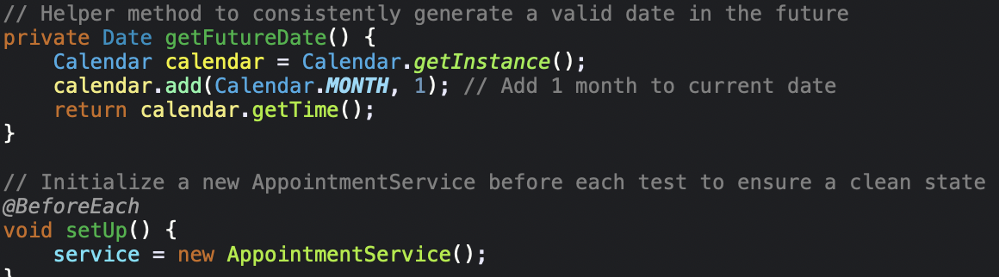 // Helper method to consistently generate a valid date in the future
private Date getFutureDate() {
    Calendar calendar = Calendar.getInstance();
    calendar.add(Calendar.MONTH, 1); // Add 1 month to current date
    return calendar.getTime();
}

// Initialize a new AppointmentService before each test to ensure a clean state
@BeforeEach
void setUp() {
    service = new AppointmentService();
}